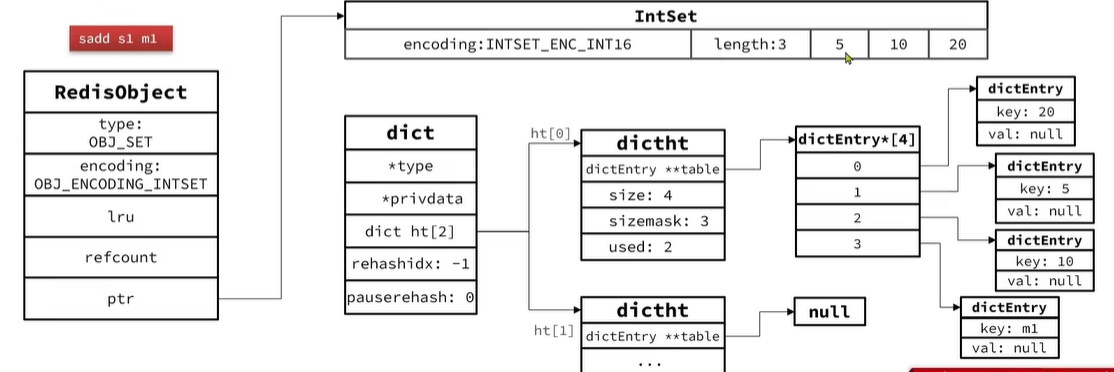 sadd s1 m1
RedisObject
type:
OBJ_SET
encoding:
OBJ_ENCODING_INTSET
lru
refcount
ptr
IntSet
encoding:INTSET_ENC_INT16
length:3
5
10
20
dict
*type
*privdata
dict ht[2]
rehashidx: -1
pauserehash: 0
ht[0]
dictht
dictEntry **table
size: 4
sizemask: 3
used: 2
ht[1]
dictht
dictEntry **table
...
dictEntry*[4]
0
1
2
3
null
dictEntry
key: 20
val: null
dictEntry
key: 5
val: null
dictEntry
key: 10
val: null
dictEntry
key: m1
val: null